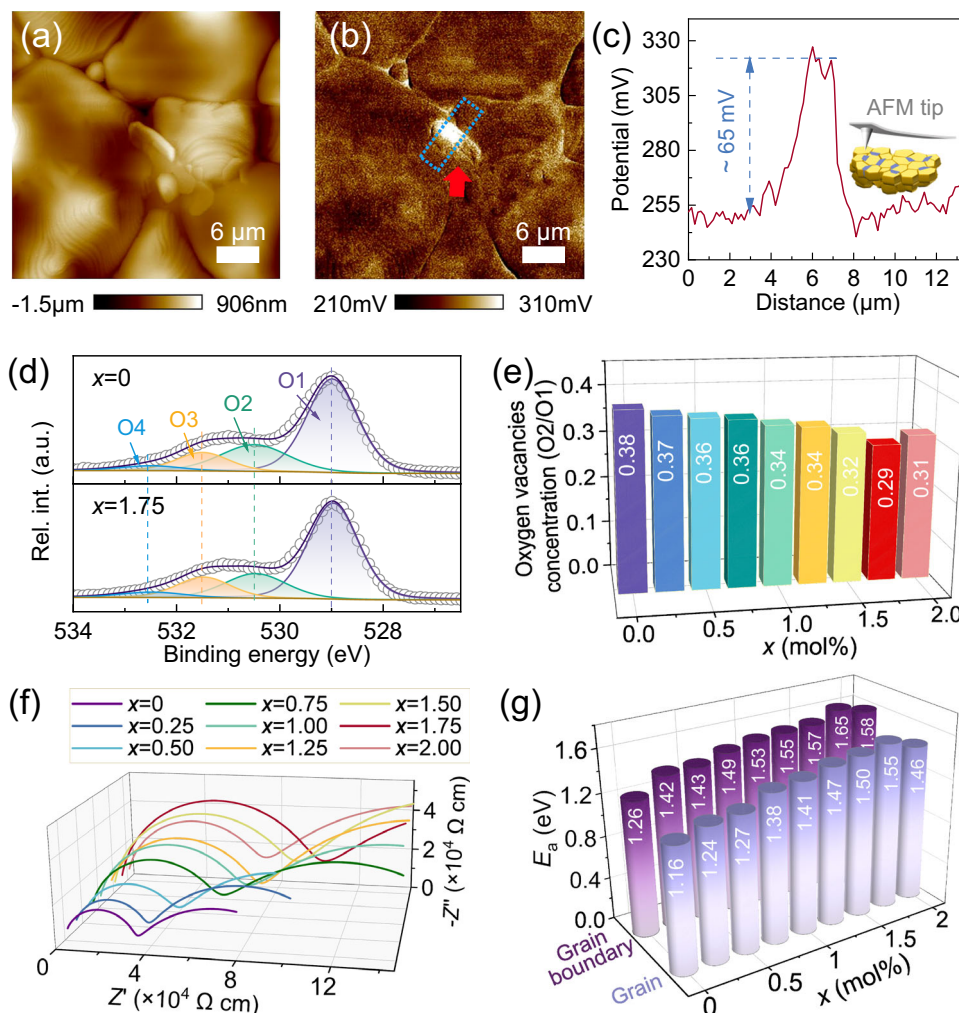 (a)
6 μm
-1.5μm 906nm
(b)
6 μm
210mV 310mV
(c)
330
305
280
255
230
Potential (mV)
~ 65 mV
AFM tip
0 2 4 6 8 10 12
Distance (μm)
(d)
x=0
O4 O3 O2 O1
x=1.75
Rel. int. (a.u.)
534 532 530 528
Binding energy (eV)
(e)
Oxygen vacancies
concentration (O2/O1)
0.4
0.3
0.2
0.1
0.0
0.38 0.37 0.36 0.36 0.34 0.34 0.32 0.29 0.31
0.0 0.5 1.0 1.5 2.0
x (mol%)
(f)
x=0 x=0.75 x=1.50
x=0.25 x=1.00 x=1.75
x=0.50 x=1.25 x=2.00
4
2
0
-Z'' (×10⁴ Ω cm)
0 4 8 12
Z' (×10⁴ Ω cm)
(g)
1.6
1.2
0.8
0.4
0.0
Eₐ (eV)
1.26 1.42 1.43 1.49 1.53 1.55 1.57 1.65 1.58
1.16 1.24 1.27 1.38 1.41 1.47 1.50 1.55 1.46
Grain
boundary
Grain
0 0.5 1 1.5 2
x (mol%)